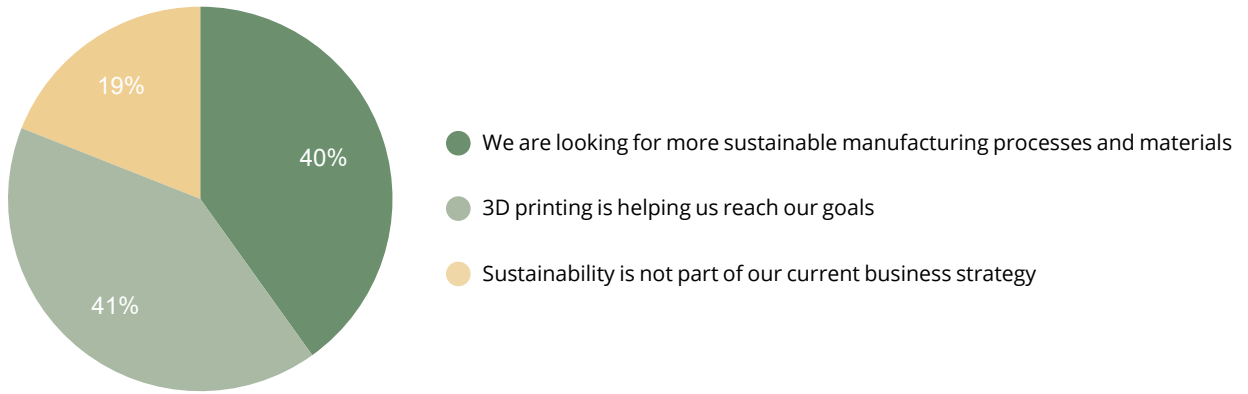 19%
40%
41%
We are looking for more sustainable manufacturing processes and materials
3D printing is helping us reach our goals
Sustainability is not part of our current business strategy